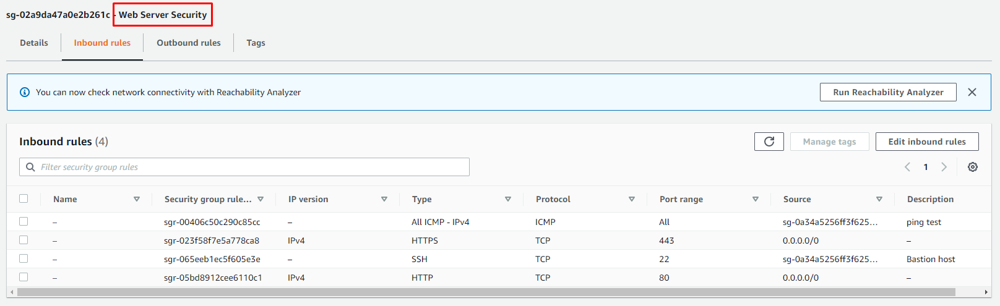 sg-02a9da47a0e2b261c - Web Server Security
Details Inbound rules Outbound rules Tags
You can now check network connectivity with Reachability Analyzer Run Reachability Analyzer
Inbound rules (4) Manage tags Edit inbound rules
Filter security group rules 1
Name Security group rule... IP version Type Protocol Port range Source Description
– sgr-00406c50c290c85cc – All ICMP - IPv4 ICMP All sg-0a34a5256ff3f625... ping test
– sgr-023f58f7e5a778ca8 IPv4 HTTPS TCP 443 0.0.0.0/0 –
– sgr-065eeb1ec5f605e3e – SSH TCP 22 sg-0a34a5256ff3f625... Bastion host
– sgr-05bd8912cee6110c1 IPv4 HTTP TCP 80 0.0.0.0/0 –